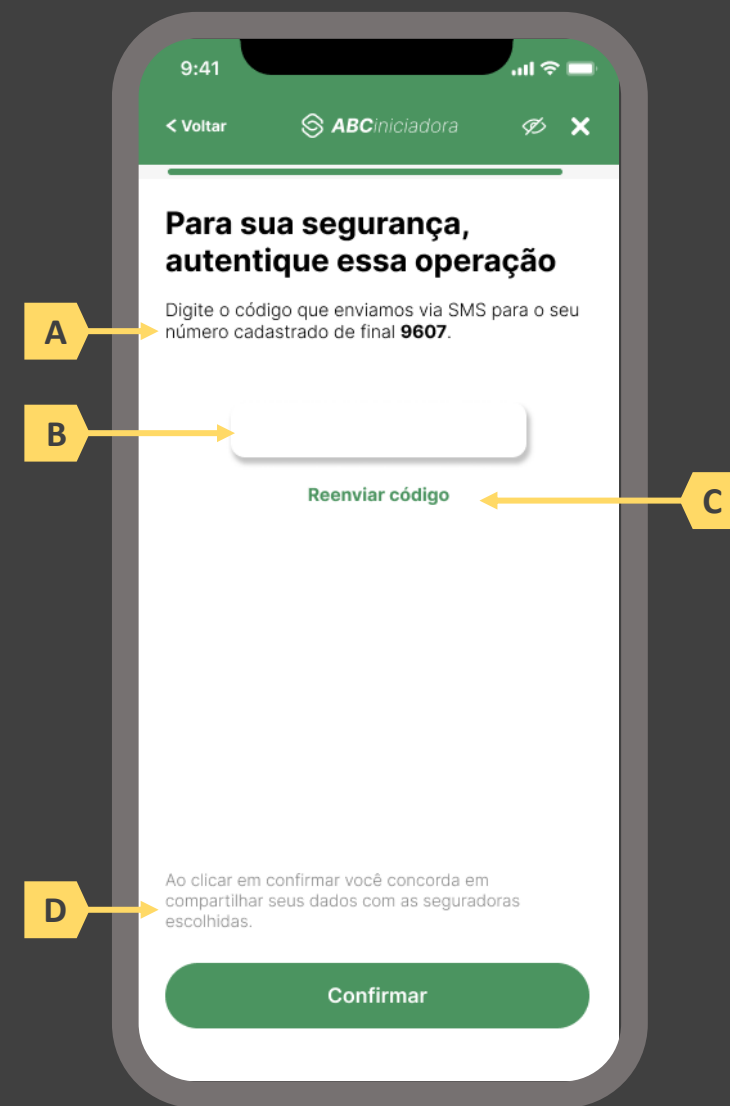 9:41
< Voltar
ABCiniciadora
Para sua segurança,
autentique essa operação
Digite o código que enviamos via SMS para o seu
número cadastrado de final 9607.
A
B
Reenviar código
C
Ao clicar em confirmar você concorda em
compartilhar seus dados com as seguradoras
escolhidas.
D
Confirmar